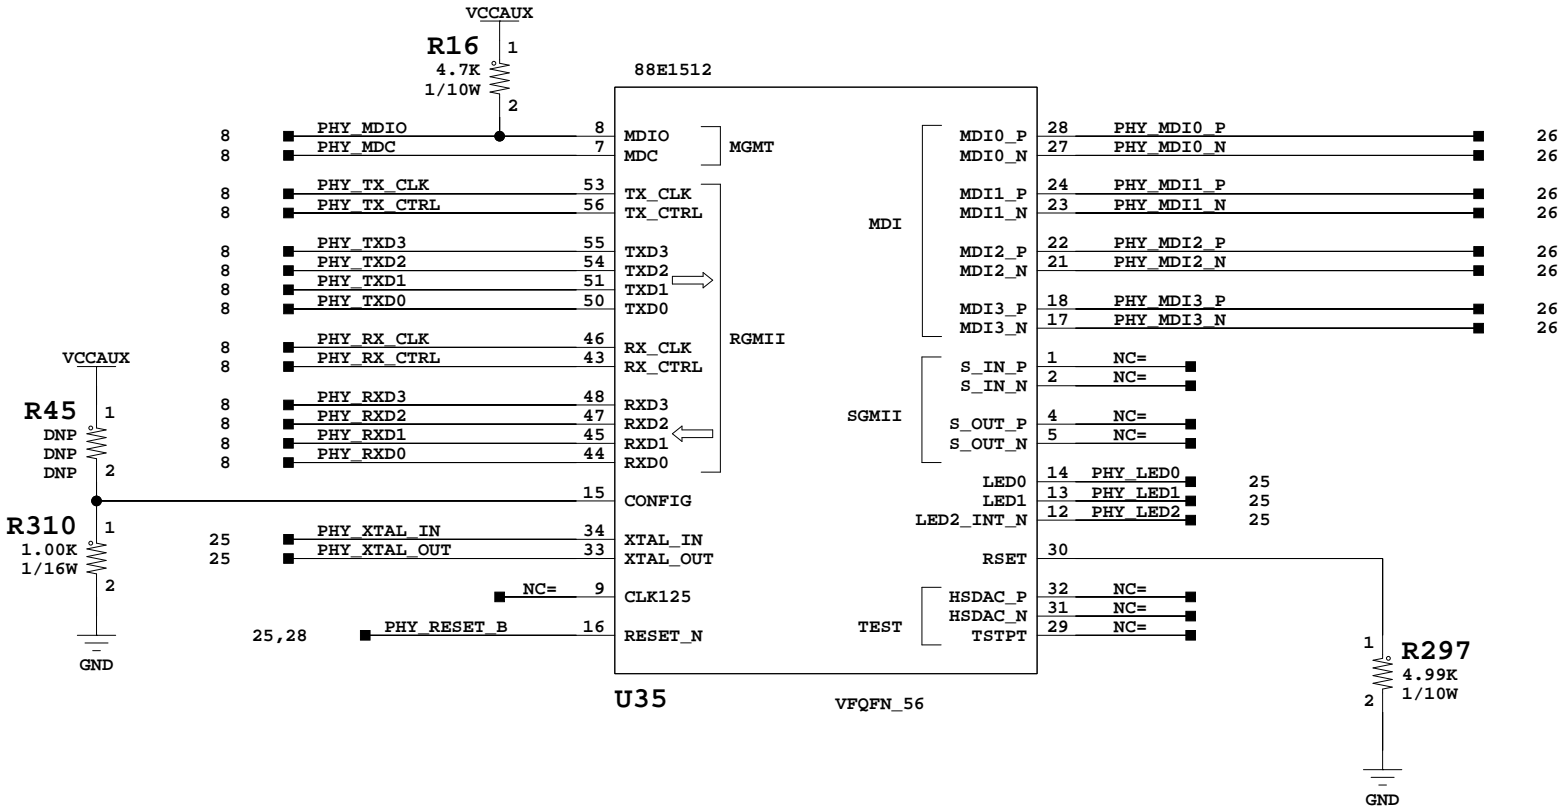 VCCAUX
R16 1
4.7K
1/10W
2
88E1512
8 PHY_MDIO 8 MDIO
8 PHY_MDC 7 MDC
MGMT
8 PHY_TX_CLK 53 TX_CLK
8 PHY_TX_CTRL 56 TX_CTRL
8 PHY_TXD3 55 TXD3
8 PHY_TXD2 54 TXD2
8 PHY_TXD1 51 TXD1
8 PHY_TXD0 50 TXD0
RGMII
8 PHY_RX_CLK 46 RX_CLK
8 PHY_RX_CTRL 43 RX_CTRL
8 PHY_RXD3 48 RXD3
8 PHY_RXD2 47 RXD2
8 PHY_RXD1 45 RXD1
8 PHY_RXD0 44 RXD0
VCCAUX
R45 1
DNP
DNP
DNP 2
15 CONFIG
R310 1
1.00K
1/16W
2
GND
25 PHY_XTAL_IN 34 XTAL_IN
25 PHY_XTAL_OUT 33 XTAL_OUT
NC= 9 CLK125
25,28 PHY_RESET_B 16 RESET_N
MDI
MDI0_P 28 PHY_MDI0_P 26
MDI0_N 27 PHY_MDI0_N 26
MDI1_P 24 PHY_MDI1_P 26
MDI1_N 23 PHY_MDI1_N 26
MDI2_P 22 PHY_MDI2_P 26
MDI2_N 21 PHY_MDI2_N 26
MDI3_P 18 PHY_MDI3_P 26
MDI3_N 17 PHY_MDI3_N 26
SGMII
S_IN_P 1 NC=
S_IN_N 2 NC=
S_OUT_P 4 NC=
S_OUT_N 5 NC=
LED0 14 PHY_LED0 25
LED1 13 PHY_LED1 25
LED2_INT_N 12 PHY_LED2 25
RSET 30
TEST
HSDAC_P 32 NC=
HSDAC_N 31 NC=
TSTPT 29 NC=
1 R297
4.99K
2 1/10W
GND
U35
VFQFN_56